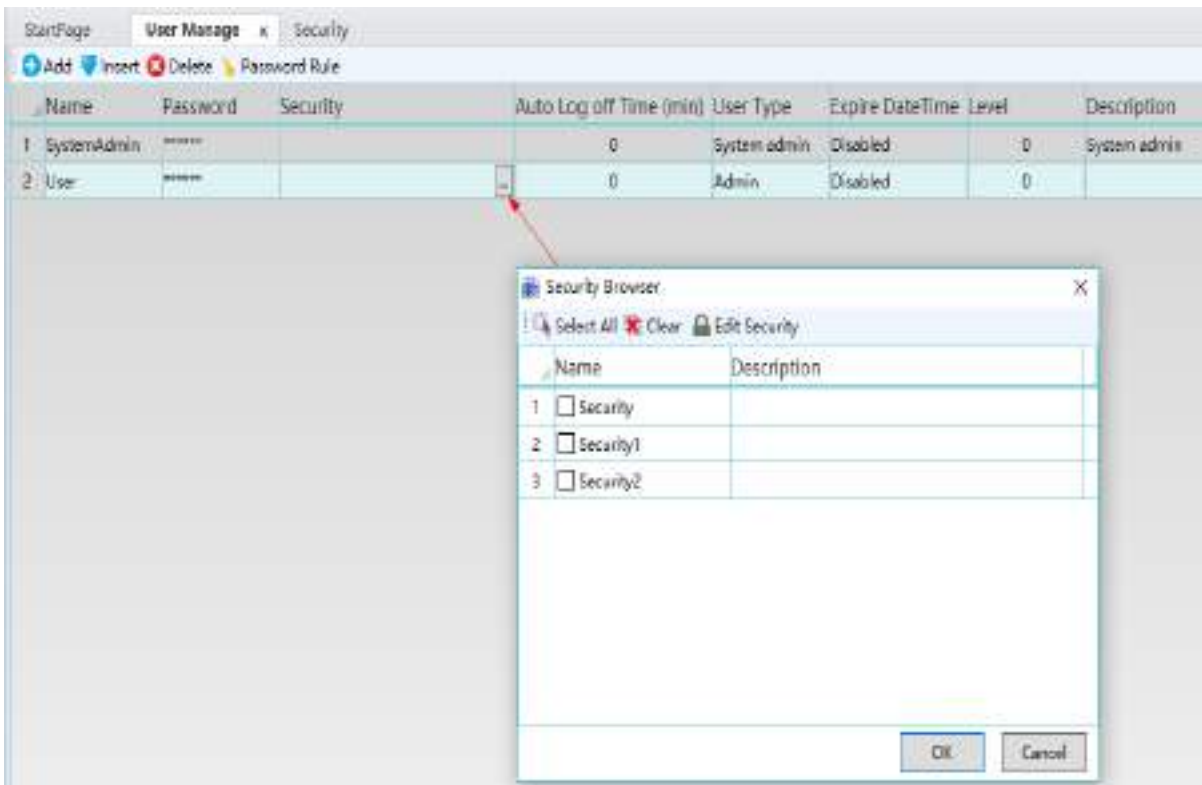 StartPage User Manage x Security
Add Insert Delete Password Rule
Name Password Security Auto Log off Time (min) User Type Expire DateTime Level Description
1 SystemAdmin ****** 0 System admin Disabled 0 System admin
2 User ****** ... 0 Admin Disabled 0
Security Browser
Select All Clear Edit Security
Name Description
1 Security
2 Security1
3 Security2
OK Cancel